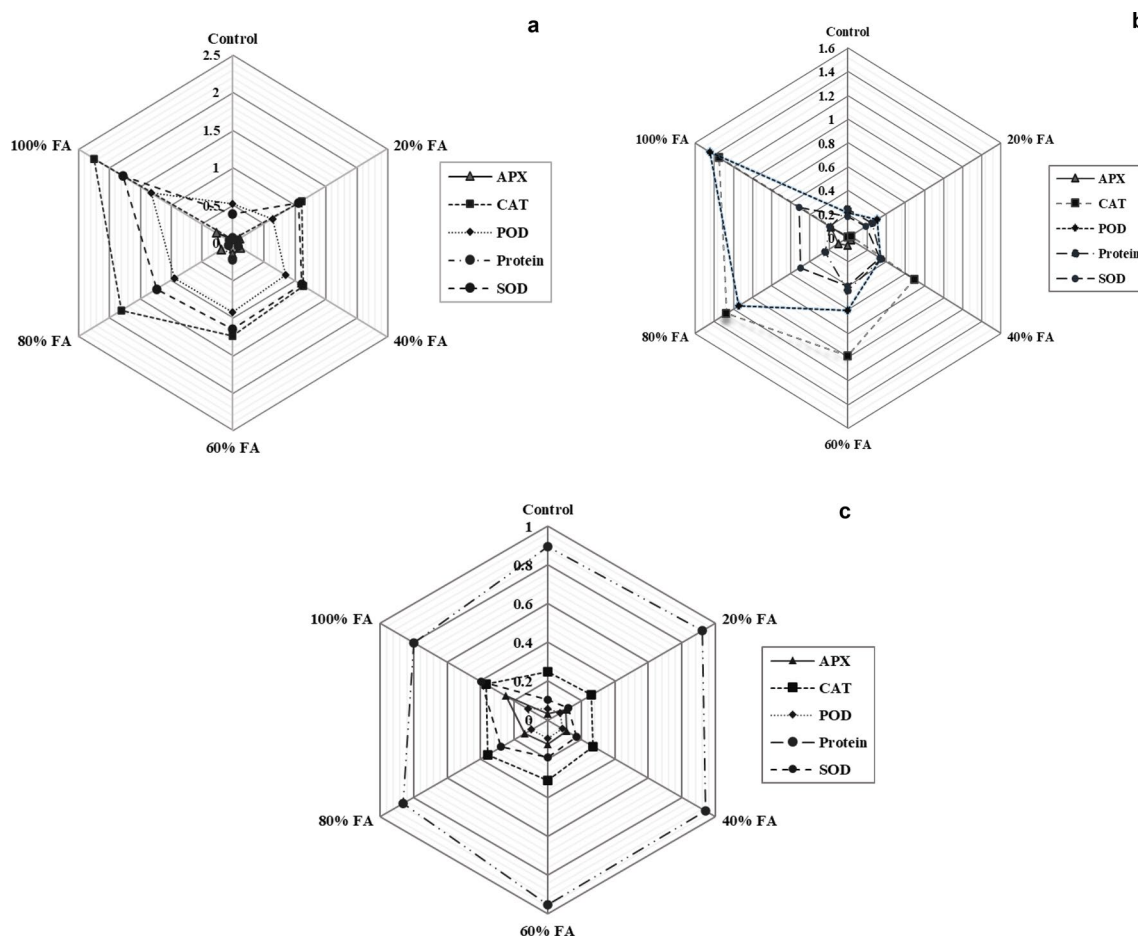 a
Control
2.5
2
1.5
1
0.5
0
20% FA
40% FA
60% FA
80% FA
100% FA
APX
CAT
POD
Protein
SOD
b
Control
1.6
1.4
1.2
1
0.8
0.6
0.4
0.2
0
20% FA
40% FA
60% FA
80% FA
100% FA
APX
CAT
POD
Protein
SOD
c
Control
1
0.8
0.6
0.4
0.2
0
20% FA
40% FA
60% FA
80% FA
100% FA
APX
CAT
POD
Protein
SOD